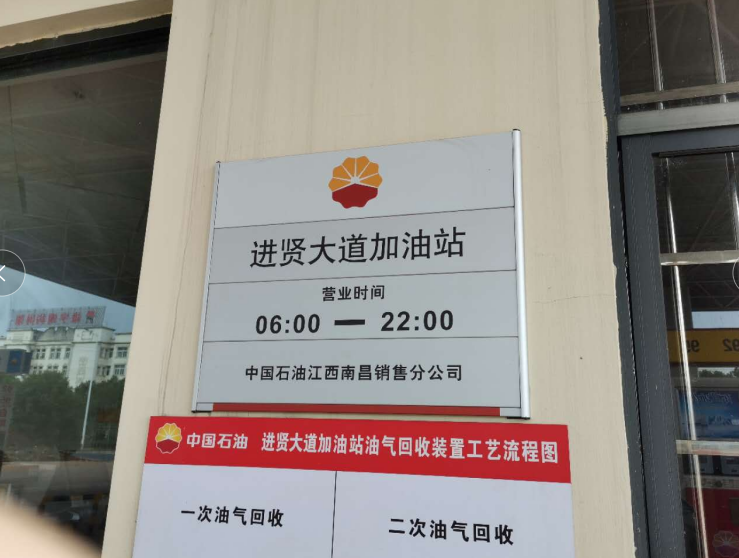 进贤大道加油站
营业时间
06:00 — 22:00
中国石油江西南昌销售分公司
中国石油 进贤大道加油站油气回收装置工艺流程图
一次油气回收
二次油气回收
92